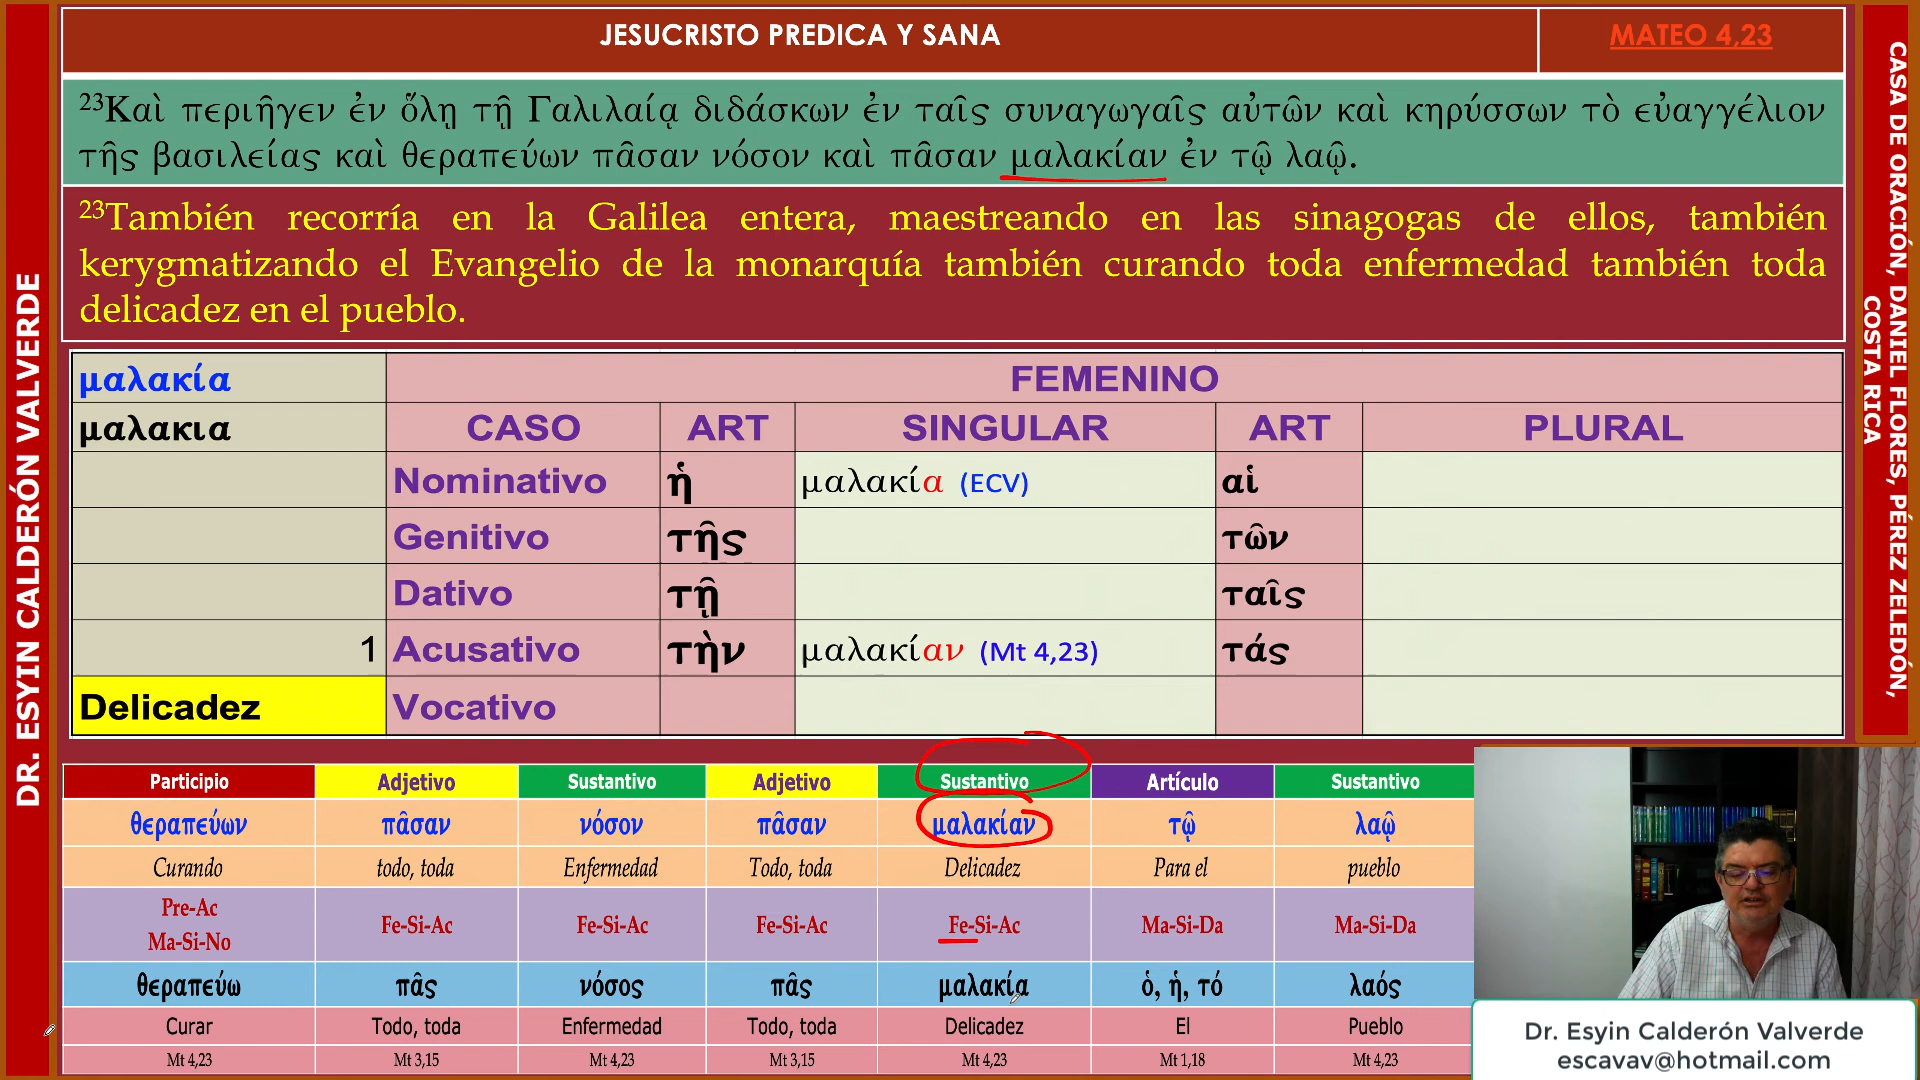 JESUCRISTO PREDICA Y SANA
MATEO 4,23
²³Καὶ περιῆγεν ἐν ὅλῃ τῇ Γαλιλαίᾳ διδάσκων ἐν ταῖς συναγωγαῖς αὐτῶν καὶ κηρύσσων τὸ εὐαγγέλιον
τῆς βασιλείας καὶ θεραπεύων πᾶσαν νόσον καὶ πᾶσαν μαλακίαν ἐν τῷ λαῷ.
²³También recorría en la Galilea entera, maestreando en las sinagogas de ellos, también
kerygmatizando el Evangelio de la monarquía también curando toda enfermedad también toda
delicadez en el pueblo.
μαλακία FEMENINO
μαλακια CASO ART SINGULAR ART PLURAL
Nominativo ἡ μαλακία (ECV) αἱ
Genitivo τῆς τῶν
Dativo τῇ ταῖς
1 Acusativo τὴν μαλακίαν (Mt 4,23) τάς
Delicadez Vocativo
Participio Adjetivo Sustantivo Adjetivo Sustantivo Artículo Sustantivo
θεραπεύων πᾶσαν νόσον πᾶσαν μαλακίαν τῷ λαῷ
Curando todo, toda Enfermedad Todo, toda Delicadez Para el pueblo
Pre-Ac
Ma-Si-No Fe-Si-Ac Fe-Si-Ac Fe-Si-Ac Fe-Si-Ac Ma-Si-Da Ma-Si-Da
θεραπεύω πᾶς νόσος πᾶς μαλακία ὁ, ἡ, τό λαός
Curar Todo, toda Enfermedad Todo, toda Delicadez El Pueblo
Mt 4,23 Mt 3,15 Mt 4,23 Mt 3,15 Mt 4,23 Mt 1,18 Mt 4,23
DR. ESYIN CALDERÓN VALVERDE
CASA DE ORACIÓN, DANIEL FLORES, PÉREZ ZELEDÓN,
COSTA RICA
Dr. Esyin Calderón Valverde
escavav@hotmail.com